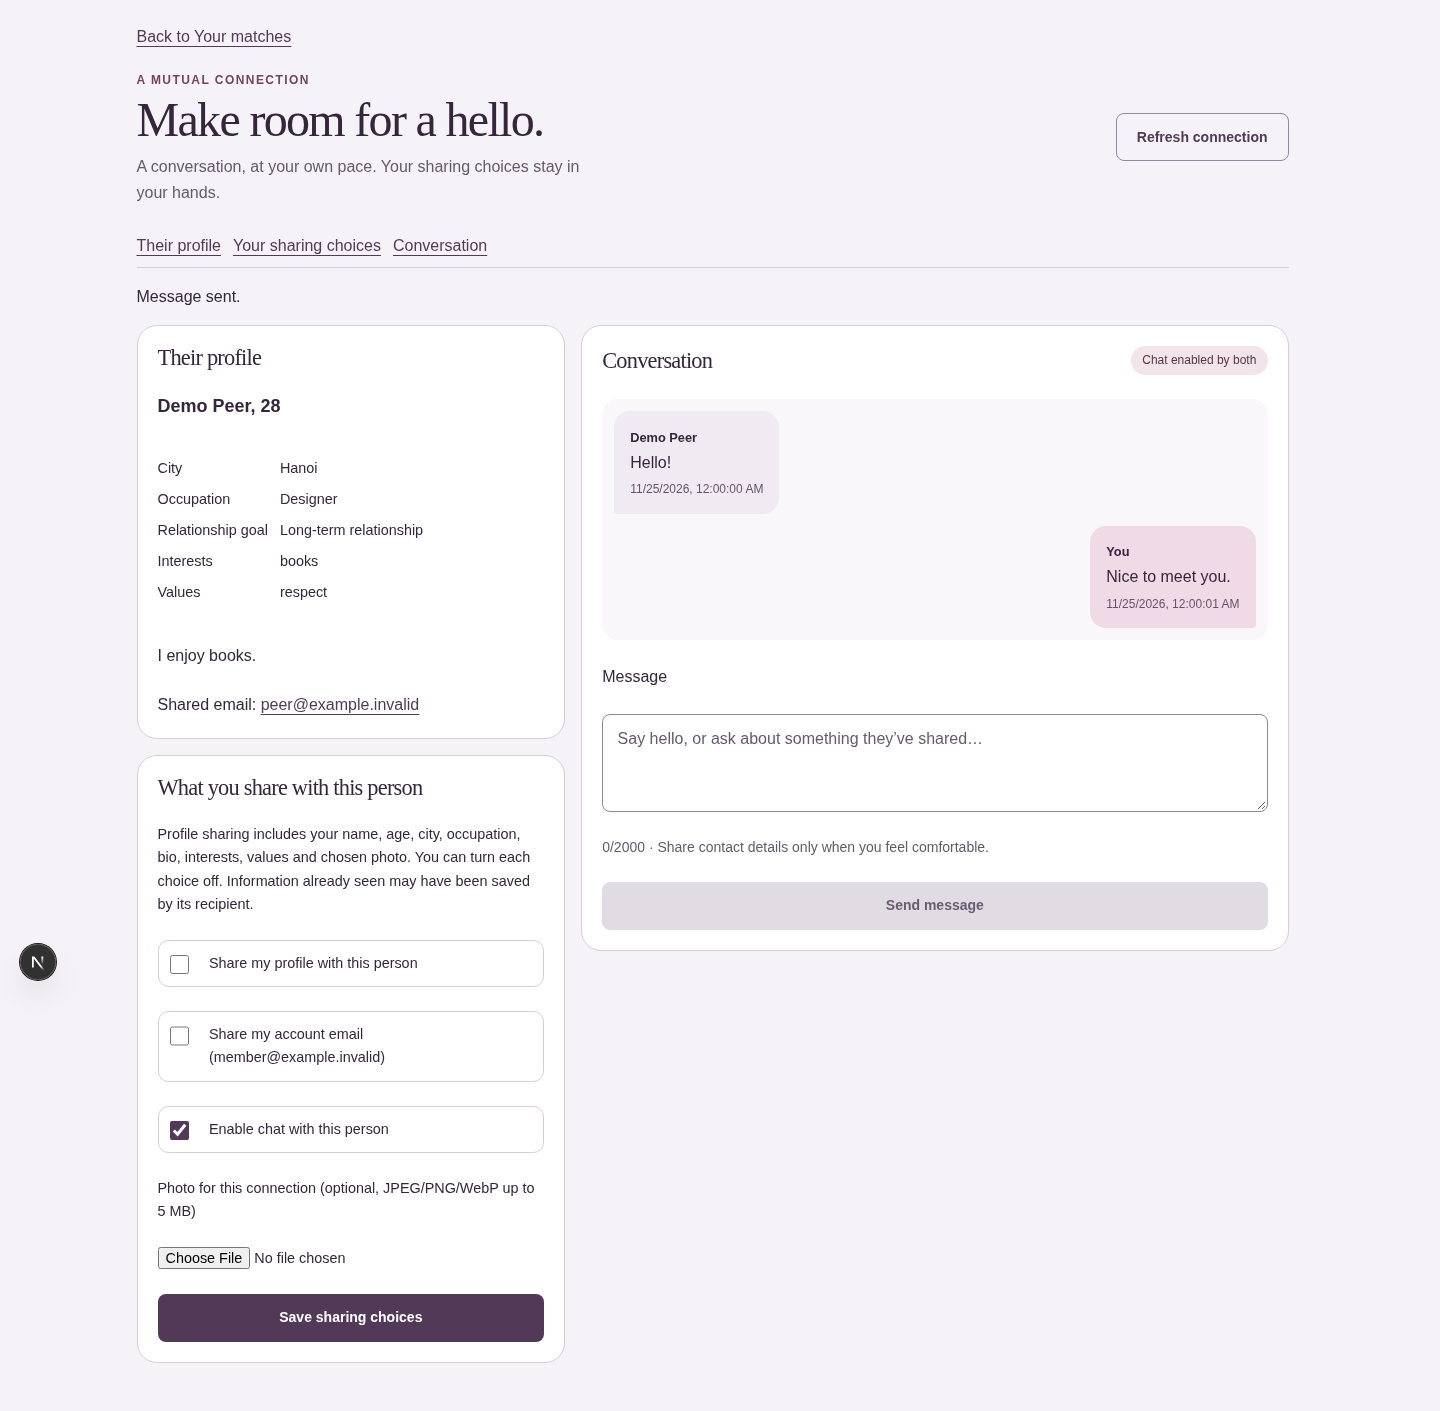 Back to Your matches
A MUTUAL CONNECTION
Make room for a hello.
A conversation, at your own pace. Your sharing choices stay in
your hands.
Refresh connection
Their profile Your sharing choices Conversation
Message sent.
Their profile
Demo Peer, 28
City Hanoi
Occupation Designer
Relationship goal Long-term relationship
Interests books
Values respect
I enjoy books.
Shared email: peer@example.invalid
What you share with this person
Profile sharing includes your name, age, city, occupation,
bio, interests, values and chosen photo. You can turn each
choice off. Information already seen may have been saved
by its recipient.
Share my profile with this person
Share my account email
(member@example.invalid)
Enable chat with this person
Photo for this connection (optional, JPEG/PNG/WebP up to
5 MB)
Choose File No file chosen
Save sharing choices
Conversation
Chat enabled by both
Demo Peer
Hello!
11/25/2026, 12:00:00 AM
You
Nice to meet you.
11/25/2026, 12:00:01 AM
Message
Say hello, or ask about something they’ve shared…
0/2000 · Share contact details only when you feel comfortable.
Send message
N